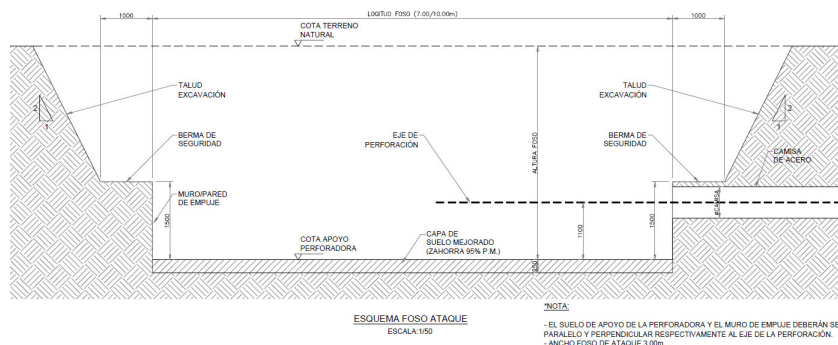 1000
LOGITUD FOSO (7.00/10.00m)
1000
COTA TERRENO
NATURAL
TALUD
EXCAVACIÓN
TALUD
EXCAVACIÓN
2
1
2
1
BERMA DE
SEGURIDAD
EJE DE
PERFORACIÓN
ALTURA FOSO
BERMA DE
SEGURIDAD
CAMISA
DE ACERO
MURO/PARED
DE EMPUJE
1500
1100
1500
øCAMISA
COTA APOYO
PERFORADORA
CAPA DE
SUELO MEJORADO
(ZAHORRA 95% P.M.)
250
ESQUEMA FOSO ATAQUE
ESCALA:1/50
*NOTA:
- EL SUELO DE APOYO DE LA PERFORADORA Y EL MURO DE EMPUJE DEBERÁN SE
PARALELO Y PERPENDICULAR RESPECTIVAMENTE AL EJE DE LA PERFORACIÓN.
- ANCHO FOSO DE ATAQUE 3.00m